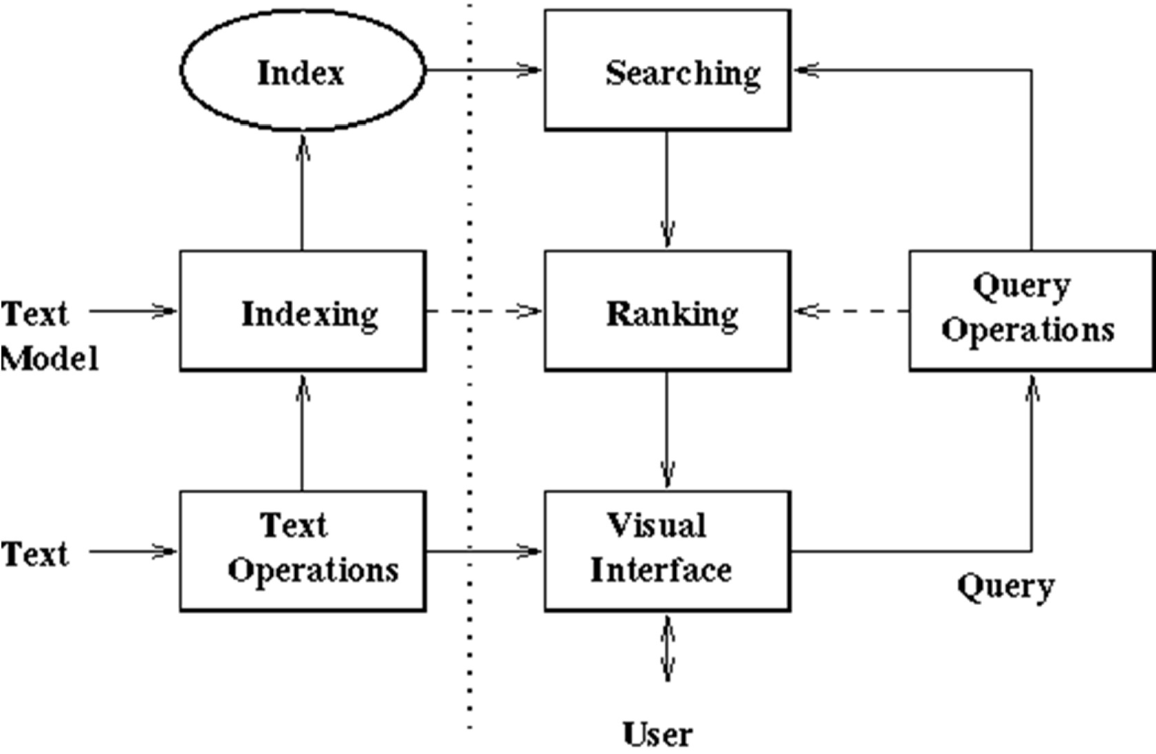 Index
Searching
Text
Model
Indexing
Ranking
Query
Operations
Text
Text
Operations
Visual
Interface
Query
User